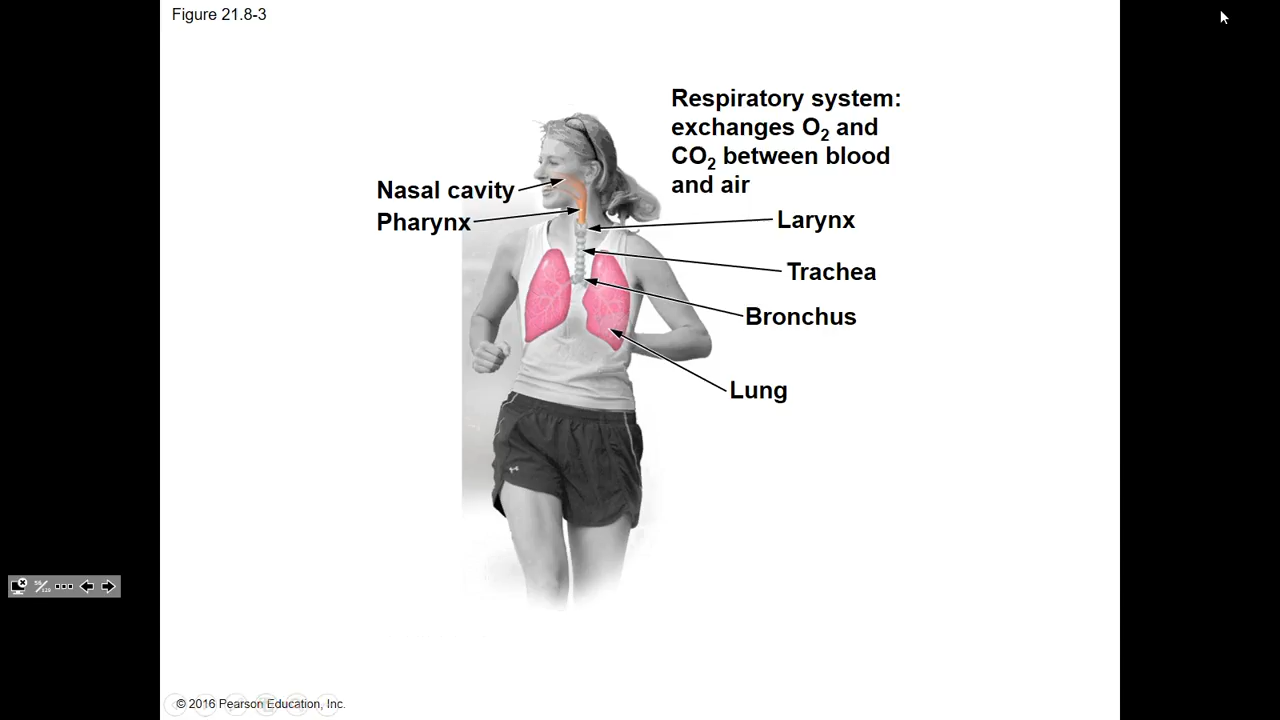 Figure 21.8-3
Respiratory system:
exchanges O₂ and
CO₂ between blood
and air
Nasal cavity
Pharynx
Larynx
Trachea
Bronchus
Lung
© 2016 Pearson Education, Inc.